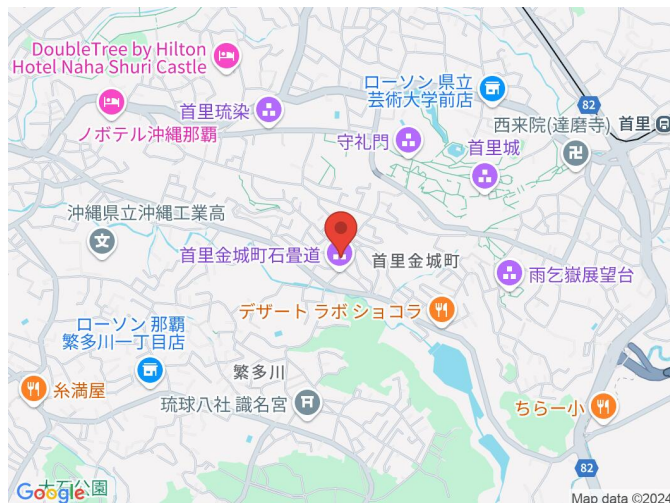 DoubleTree by Hilton
Hotel Naha Shuri Castle
ローソン 県立
芸術大学前店
82
ノボテル沖縄那覇
首里琉染
守礼門
西来院(達磨寺)
首里
首里城
沖縄県立沖縄工業高
首里金城町石畳道
首里金城町
雨乞嶽展望台
デザート ラボ ショコラ
ローソン 那覇
繁多川一丁目店
繁多川
糸満屋
琉球八社 識名宮
ちらー小
82
大石公園
Google
Map data ©2024